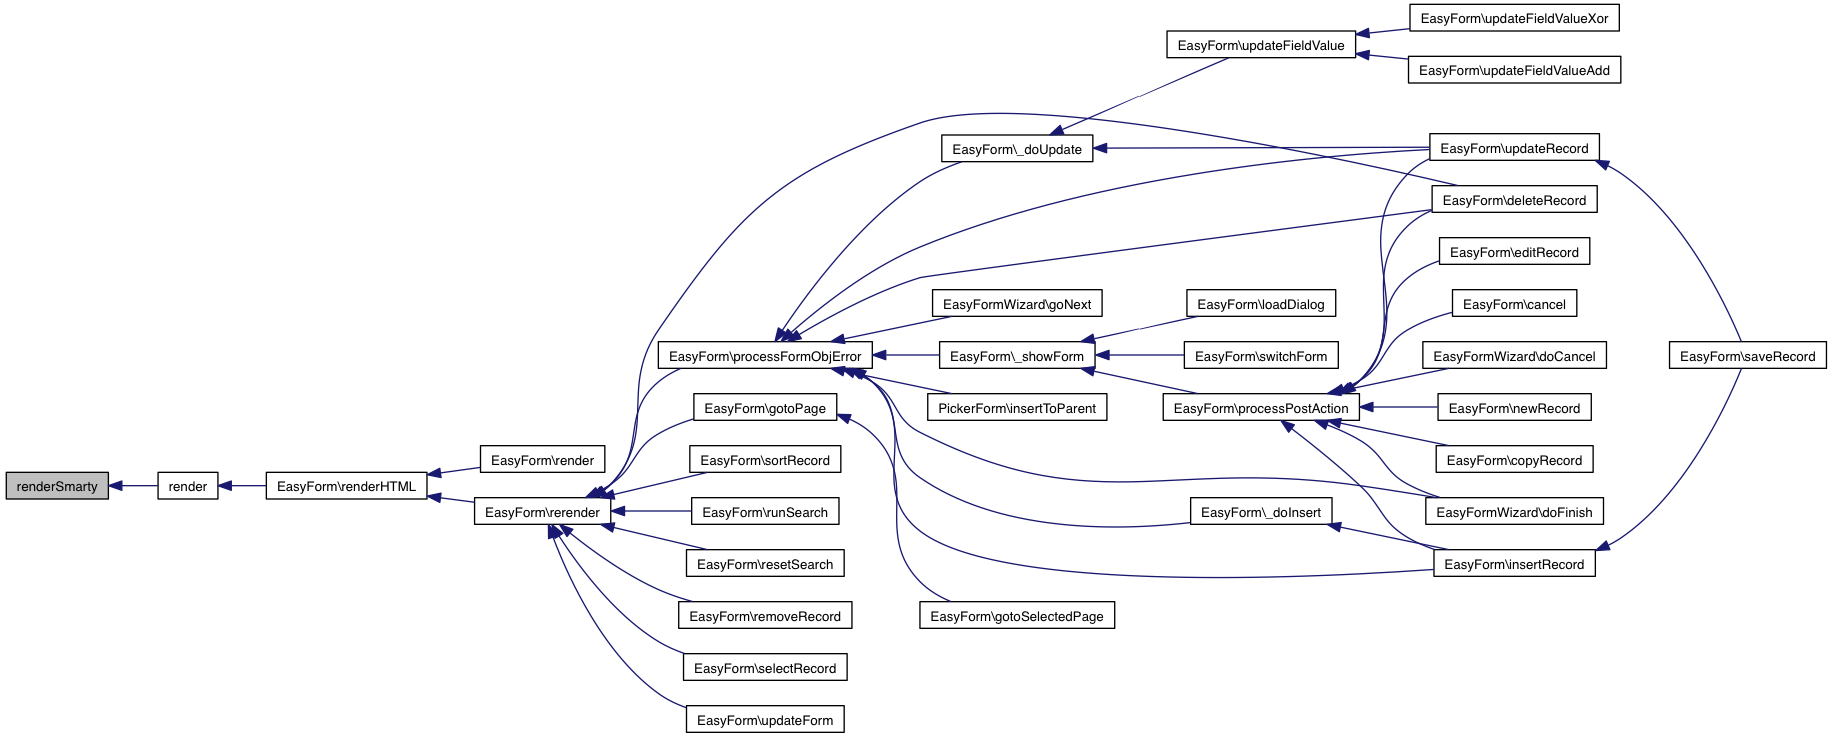 EasyForm\updateFieldValueXor
EasyForm\updateFieldValue
EasyForm\updateFieldValueAdd
EasyForm\_doUpdate
EasyForm\updateRecord
EasyForm\deleteRecord
EasyForm\editRecord
EasyFormWizard\goNext
EasyForm\loadDialog
EasyForm\cancel
EasyForm\processFormObjError
EasyForm\_showForm
EasyForm\switchForm
EasyFormWizard\doCancel
EasyForm\saveRecord
EasyForm\gotoPage
PickerForm\insertToParent
EasyForm\processPostAction
EasyForm\newRecord
EasyForm\render
EasyForm\sortRecord
EasyForm\copyRecord
renderSmarty
render
EasyForm\renderHTML
EasyForm\rerender
EasyForm\runSearch
EasyForm\_doInsert
EasyFormWizard\doFinish
EasyForm\resetSearch
EasyForm\insertRecord
EasyForm\removeRecord
EasyForm\gotoSelectedPage
EasyForm\selectRecord
EasyForm\updateForm